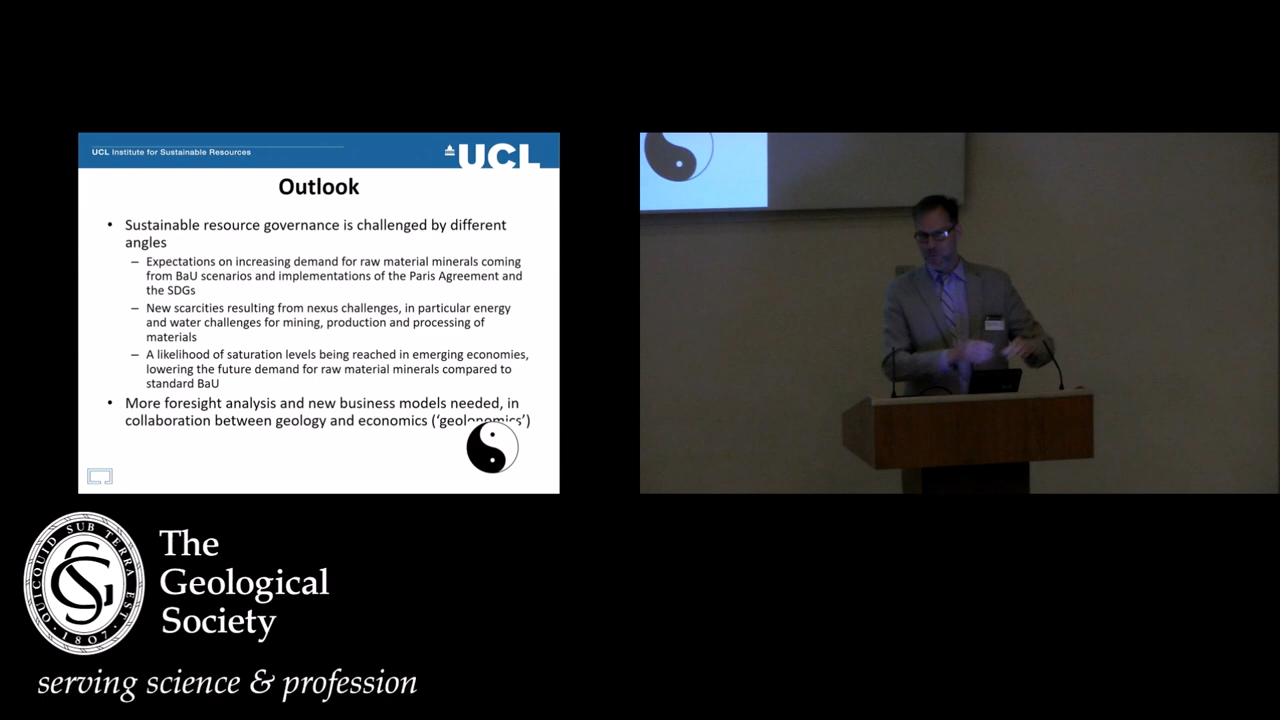 UCL Institute for Sustainable Resources
UCL
Outlook
• Sustainable resource governance is challenged by different
angles
– Expectations on increasing demand for raw material minerals coming
from BaU scenarios and implementations of the Paris Agreement and
the SDGs
– New scarcities resulting from nexus challenges, in particular energy
and water challenges for mining, production and processing of
materials
– A likelihood of saturation levels being reached in emerging economies,
lowering the future demand for raw material minerals compared to
standard BaU
• More foresight analysis and new business models needed, in
collaboration between geology and economics (‘geolonomics’)
QUICQUID SUB TERRA EST
GS
· 1807 ·
The
Geological
Society
serving science & profession